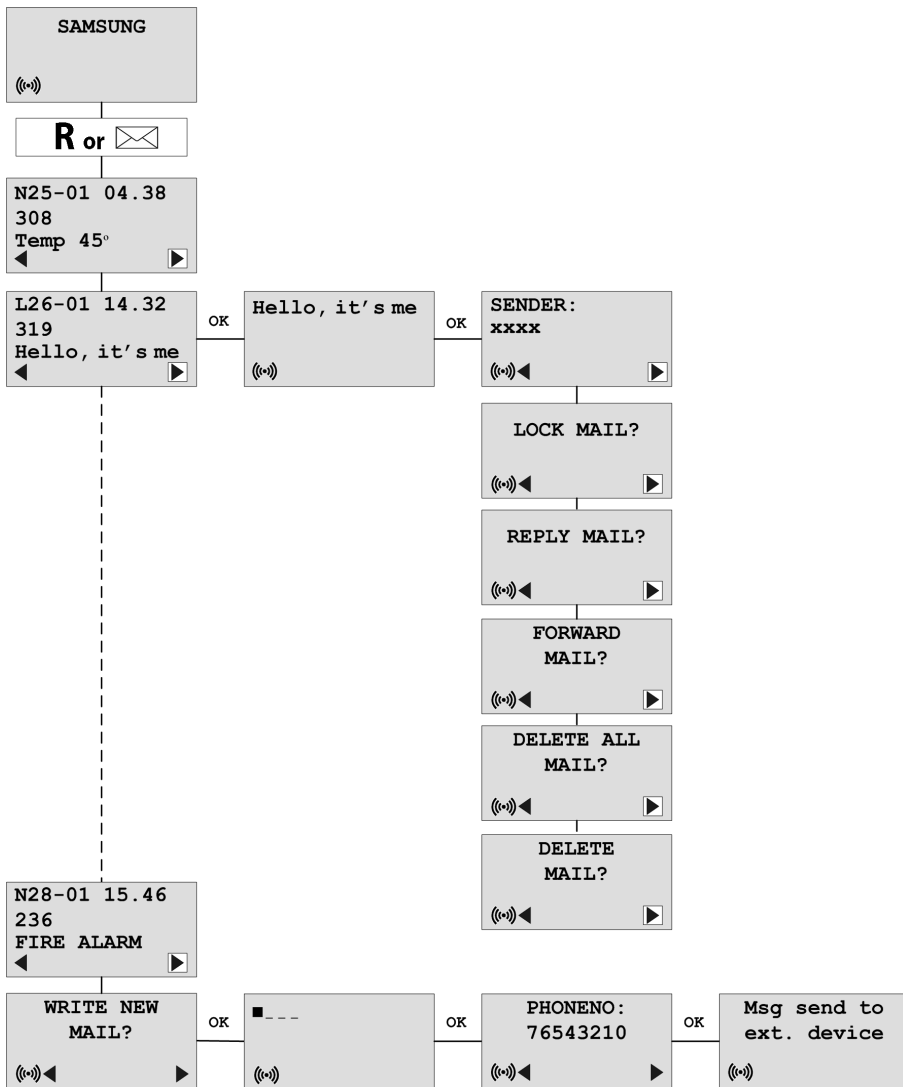 SAMSUNG
R or
N25-01 04.38
308
Temp 45°
L26-01 14.32
319
Hello, it's me
OK
Hello, it's me
OK
SENDER:
xxxx
LOCK MAIL?
REPLY MAIL?
FORWARD
MAIL?
DELETE ALL
MAIL?
DELETE
MAIL?
N28-01 15.46
236
FIRE ALARM
WRITE NEW
MAIL?
OK
■___
OK
PHONENO:
76543210
OK
Msg send to
ext. device